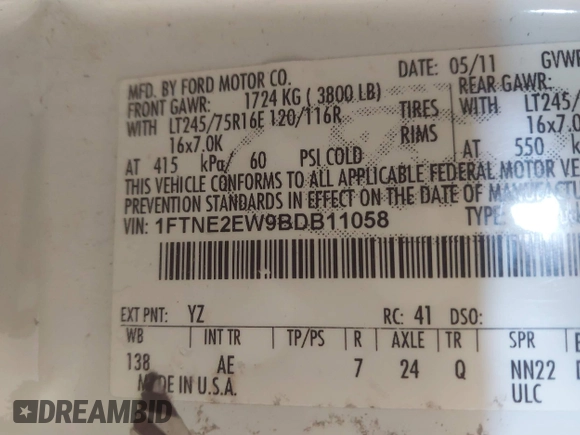 MFD. BY FORD MOTOR CO.
DATE: 05/11
FRONT GAWR: 1724 KG ( 3800 LB)
REAR GAWR:
WITH LT245/75R16E 120/116R TIRES
WITH LT245/
16x7.0K RIMS
16x7.0
AT 415 kPa/ 60 PSI COLD
AT 550
THIS VEHICLE CONFORMS TO ALL APPLICABLE FEDERAL MOTOR
PREVENTION STANDARDS IN EFFECT ON THE DATE OF
VIN: 1FTNE2EW9BDB11058
EXT PNT: YZ RC: 41 DSO:
WB INT TR TP/PS R AXLE TR SPR
138 AE 7 24 Q NN22
ULC
MADE IN U.S.A.
DREAMBID